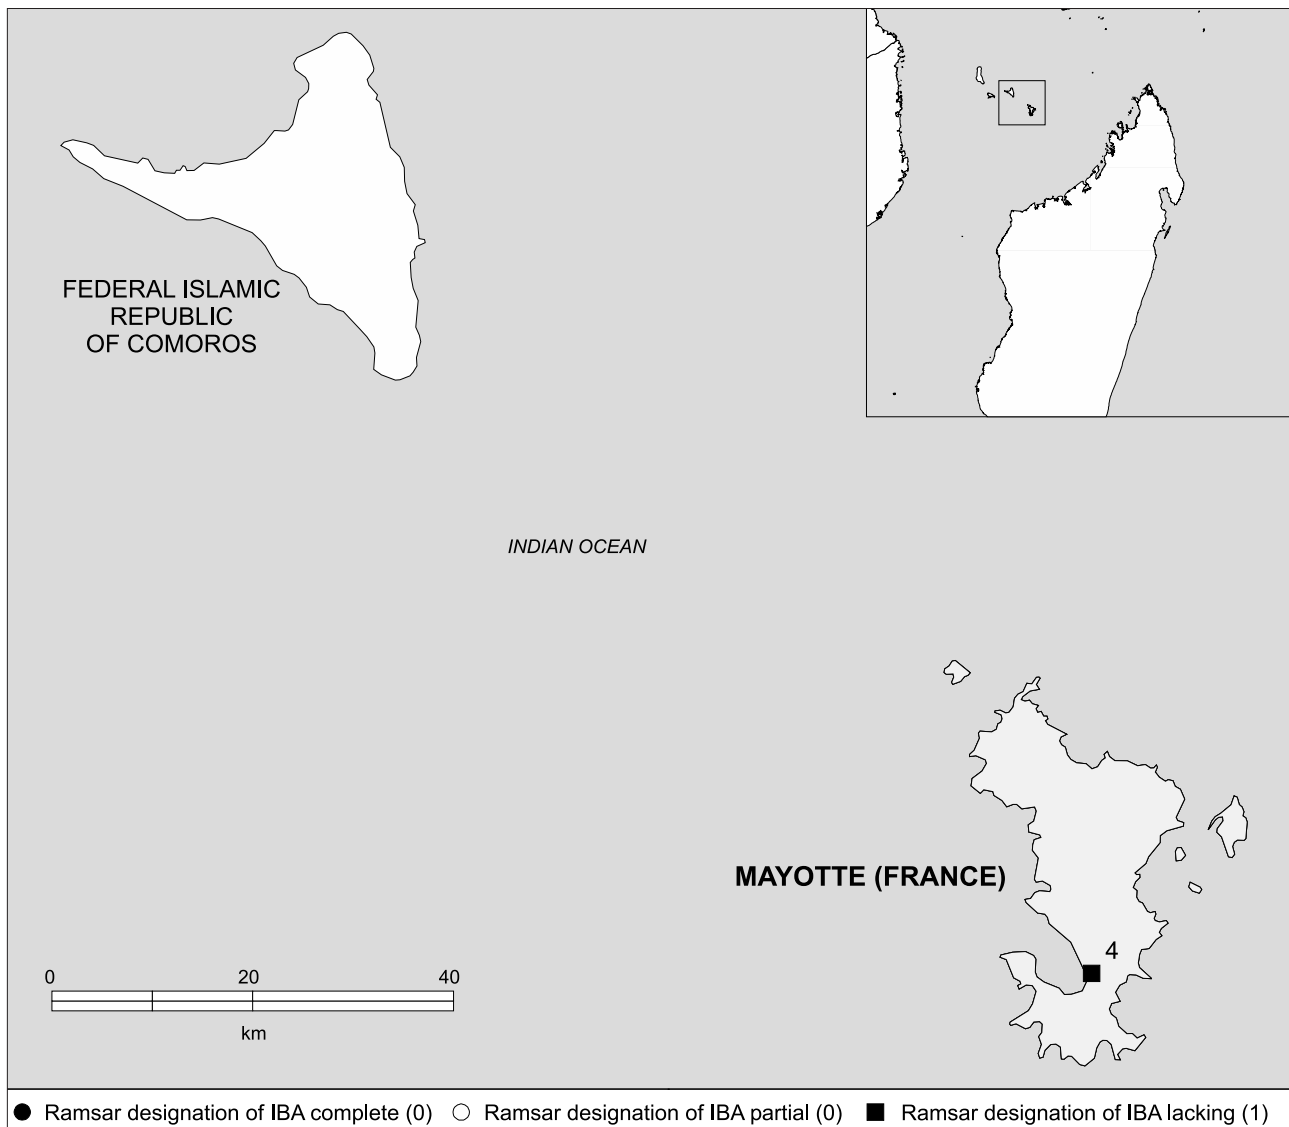 FEDERAL ISLAMIC
REPUBLIC
OF COMOROS
INDIAN OCEAN
MAYOTTE (FRANCE)
4
0 20 40
km
Ramsar designation of IBA complete (0) Ramsar designation of IBA partial (0) Ramsar designation of IBA lacking (1)